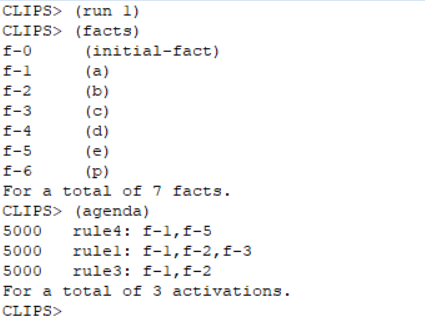 CLIPS> (run 1)
CLIPS> (facts)
f-0 (initial-fact)
f-1 (a)
f-2 (b)
f-3 (c)
f-4 (d)
f-5 (e)
f-6 (p)
For a total of 7 facts.
CLIPS> (agenda)
5000 rule4: f-1,f-5
5000 rule1: f-1,f-2,f-3
5000 rule3: f-1,f-2
For a total of 3 activations.
CLIPS>